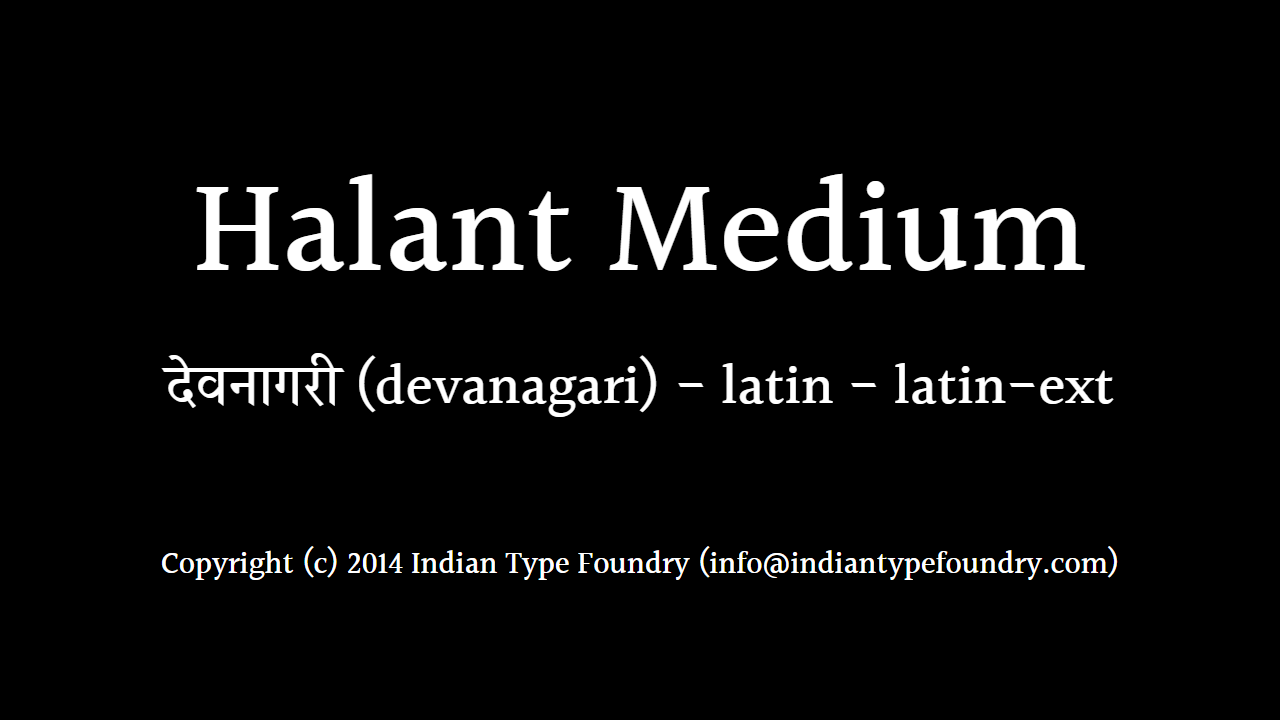 Halant Medium
देवनागरी (devanagari) - latin - latin-ext
Copyright (c) 2014 Indian Type Foundry (info@indiantypefoundry.com)